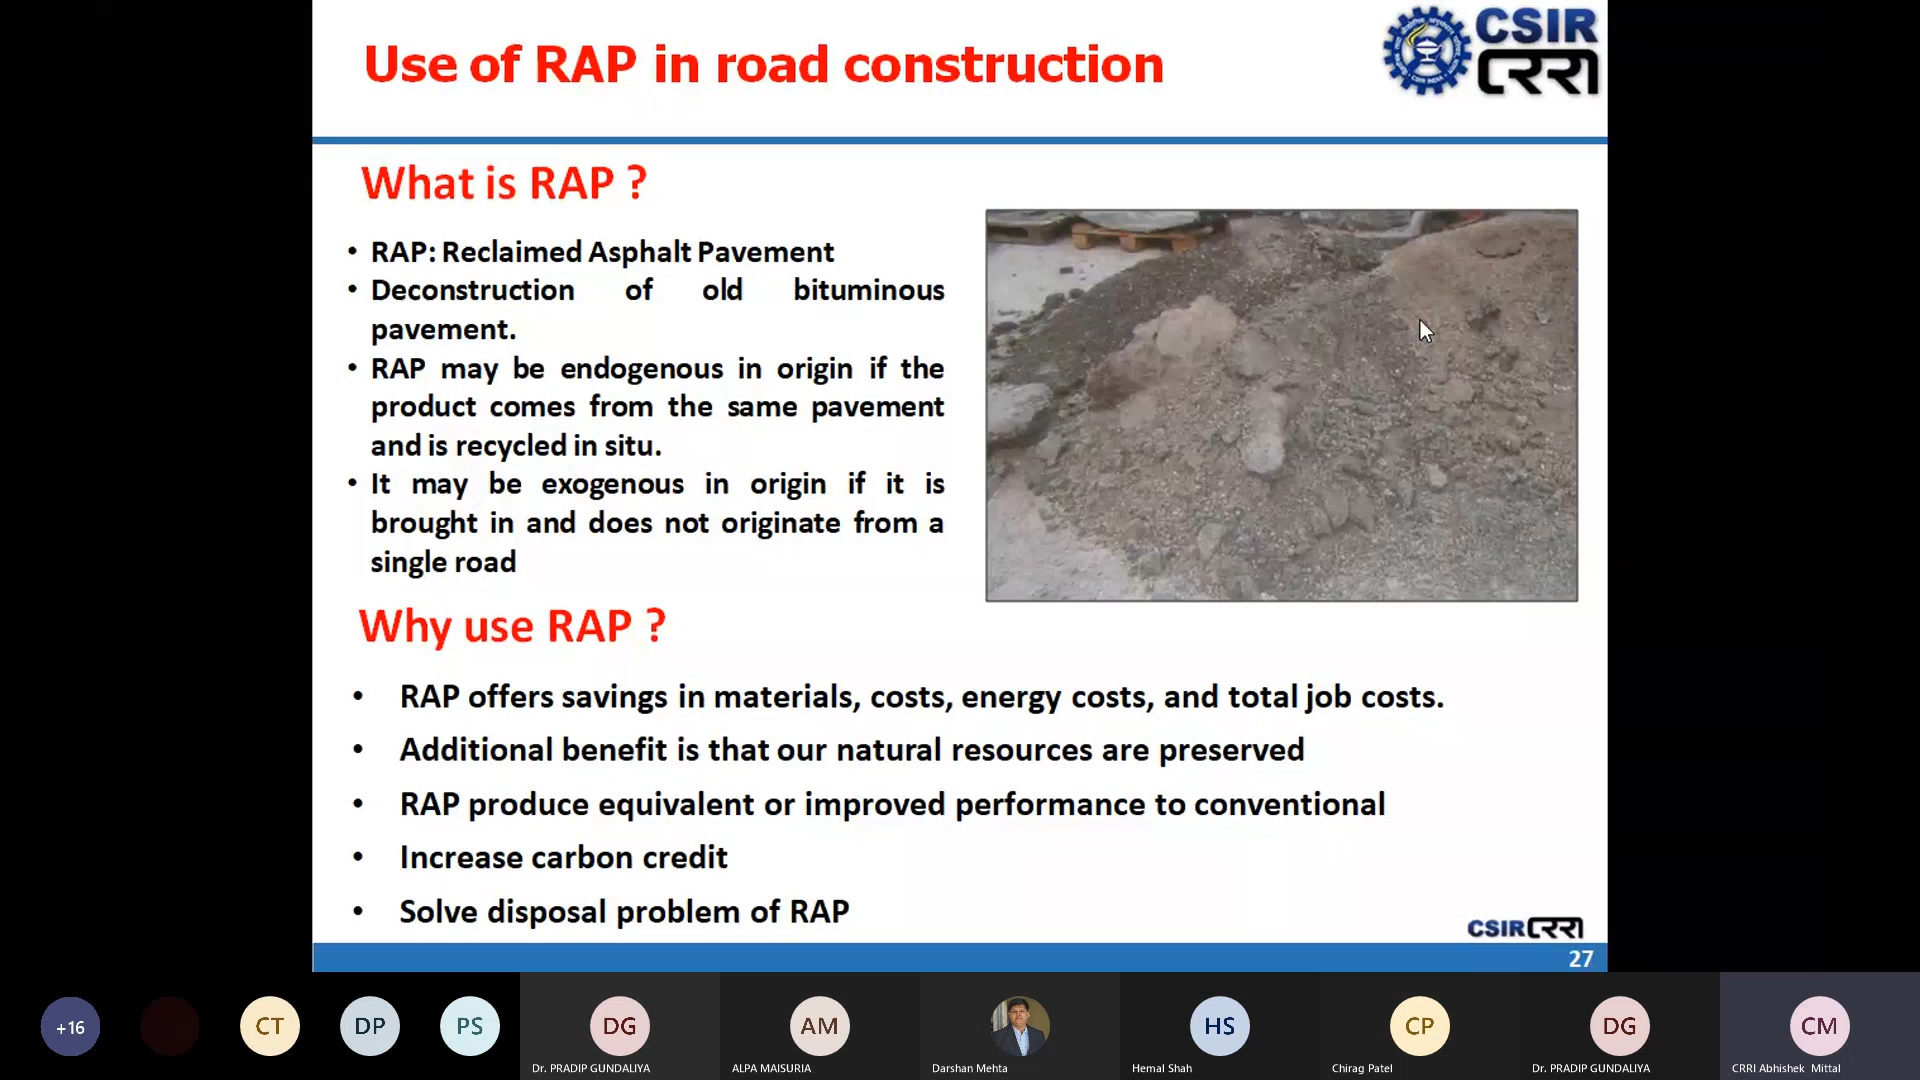 Use of RAP in road construction
CSIR
CRRI
What is RAP ?
• RAP: Reclaimed Asphalt Pavement
• Deconstruction of old bituminous
pavement.
• RAP may be endogenous in origin if the
product comes from the same pavement
and is recycled in situ.
• It may be exogenous in origin if it is
brought in and does not originate from a
single road
Why use RAP ?
• RAP offers savings in materials, costs, energy costs, and total job costs.
• Additional benefit is that our natural resources are preserved
• RAP produce equivalent or improved performance to conventional
• Increase carbon credit
• Solve disposal problem of RAP
CSIR CRRI
27
+16
CT
DP
PS
DG
AM
HS
CP
DG
CM
Dr. PRADIP GUNDALIYA
ALPA MAISURIA
Darshan Mehta
Hemal Shah
Chirag Patel
Dr. PRADIP GUNDALIYA
CRRI Abhishek Mittal